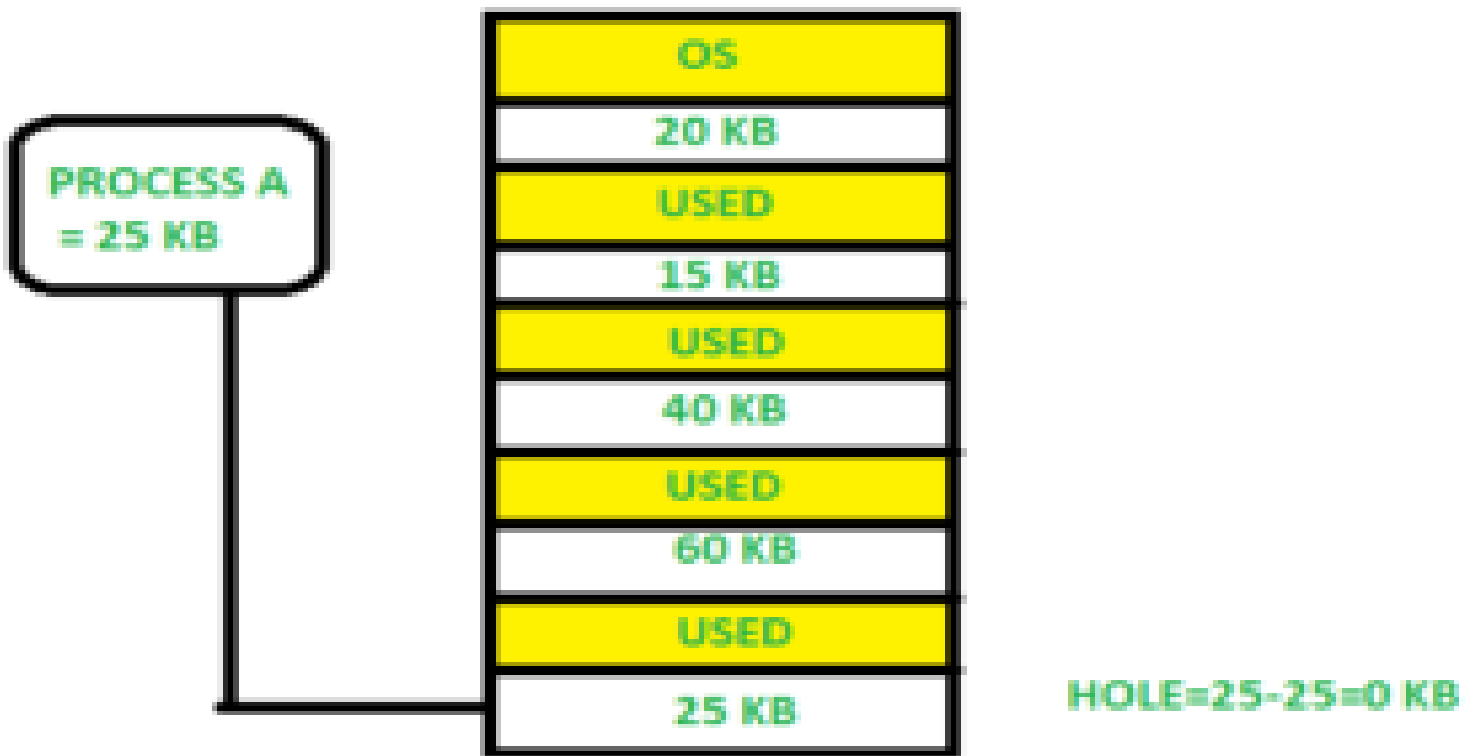 OS
20 KB
PROCESS A
= 25 KB
USED
15 KB
USED
40 KB
USED
60 KB
USED
25 KB
HOLE=25-25=0 KB